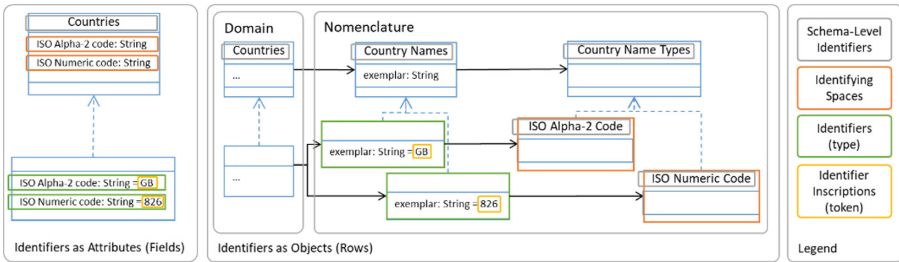 Countries
ISO Alpha-2 code: String
ISO Numeric code: String
ISO Alpha-2 code: String = GB
ISO Numeric code: String = 826
Identifiers as Attributes (Fields)
Domain
Nomenclature
Countries
...
Country Names
exemplar: String
Country Name Types
exemplar: String = GB
ISO Alpha-2 Code
...
exemplar: String = 826
ISO Numeric Code
Identifiers as Objects (Rows)
Schema-Level
Identifiers
Identifying
Spaces
Identifiers
(type)
Identifier
Inscriptions
(token)
Legend